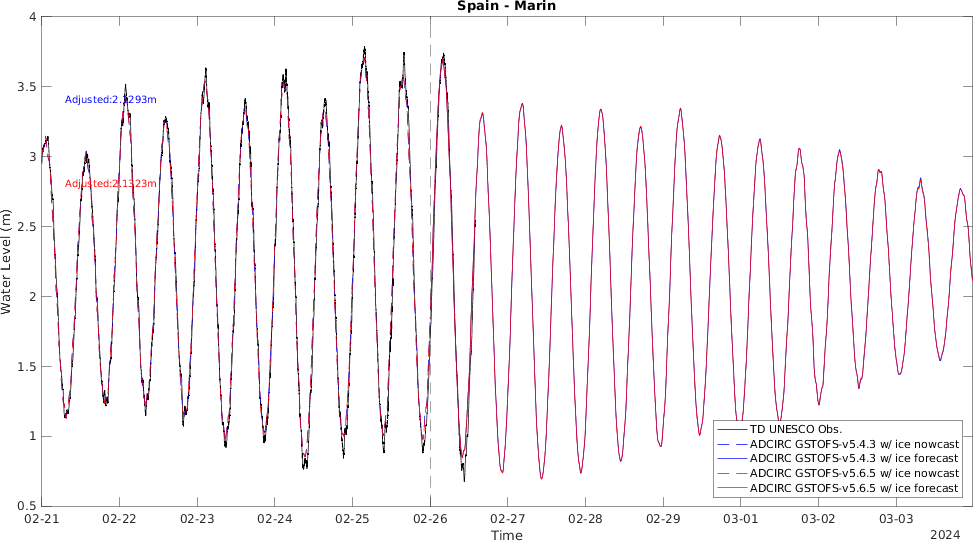 Spain - Marin
4
3.5
3
2.5
2
1.5
1
0.5
Water Level (m)
Adjusted:2.1293m
Adjusted:2.1323m
TD UNESCO Obs.
ADCIRC GSTOFS-v5.4.3 w/ ice nowcast
ADCIRC GSTOFS-v5.4.3 w/ ice forecast
ADCIRC GSTOFS-v5.6.5 w/ ice nowcast
ADCIRC GSTOFS-v5.6.5 w/ ice forecast
02-21 02-22 02-23 02-24 02-25 02-26 02-27 02-28 02-29 03-01 03-02 03-03
Time
2024